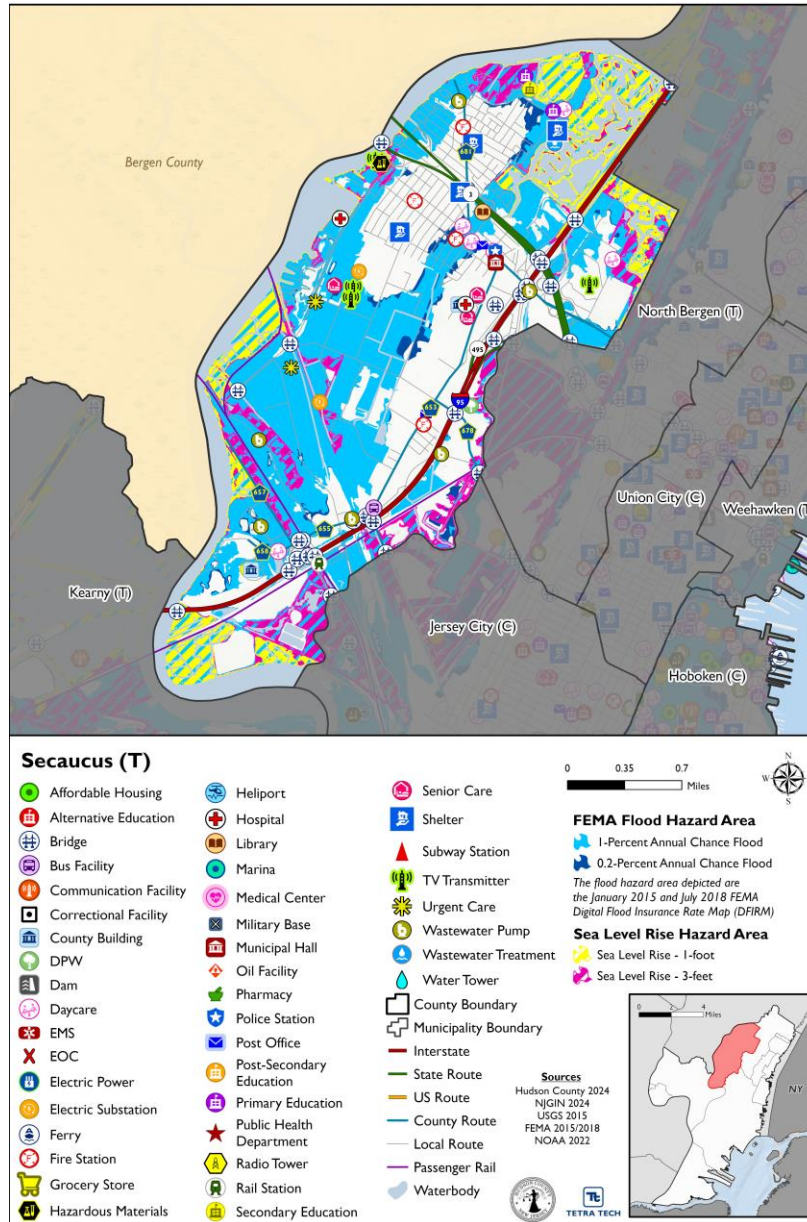 Bergen County
681
3
North Bergen (T)
495
95
653
678
Union City (C)
Weehawken (T
657
655
658
Kearny (T)
Jersey City (C)
Hoboken (C)
Secaucus (T)
Affordable Housing
Alternative Education
Bridge
Bus Facility
Communication Facility
Correctional Facility
County Building
DPW
Dam
Daycare
EMS
EOC
Electric Power
Electric Substation
Ferry
Fire Station
Grocery Store
Hazardous Materials
Heliport
Hospital
Library
Marina
Medical Center
Military Base
Municipal Hall
Oil Facility
Pharmacy
Police Station
Post Office
Post-Secondary
Education
Primary Education
Public Health
Department
Radio Tower
Rail Station
Secondary Education
Senior Care
Shelter
Subway Station
TV Transmitter
Urgent Care
Wastewater Pump
Wastewater Treatment
Water Tower
County Boundary
Municipality Boundary
Interstate
State Route
US Route
County Route
Local Route
Passenger Rail
Waterbody
Sources
Hudson County 2024
NJGIN 2024
USGS 2015
FEMA 2015/2018
NOAA 2022
TETRA TECH
0 0.35 0.7
Miles
N
W E
S
FEMA Flood Hazard Area
1-Percent Annual Chance Flood
0.2-Percent Annual Chance Flood
The flood hazard area depicted are
the January 2015 and July 2018 FEMA
Digital Flood Insurance Rate Map (DFIRM)
Sea Level Rise Hazard Area
Sea Level Rise - 1-foot
Sea Level Rise - 3-feet
0 2 4
Miles
NY